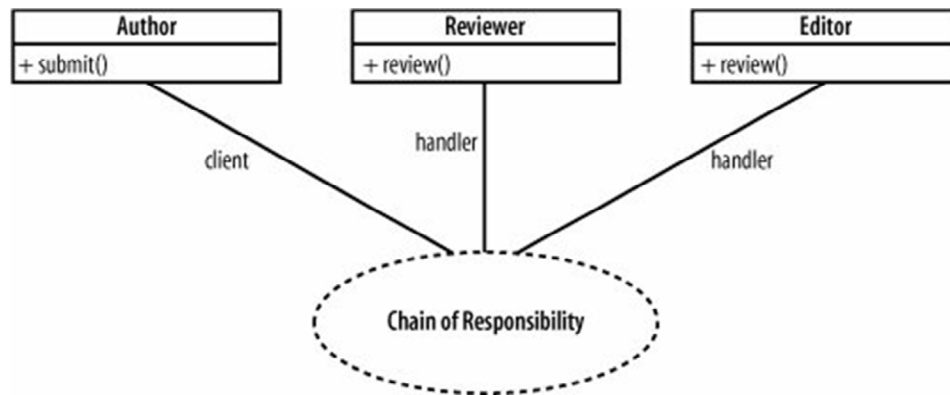 Author
+ submit()
Reviewer
+ review()
Editor
+ review()
client
handler
handler
Chain of Responsibility